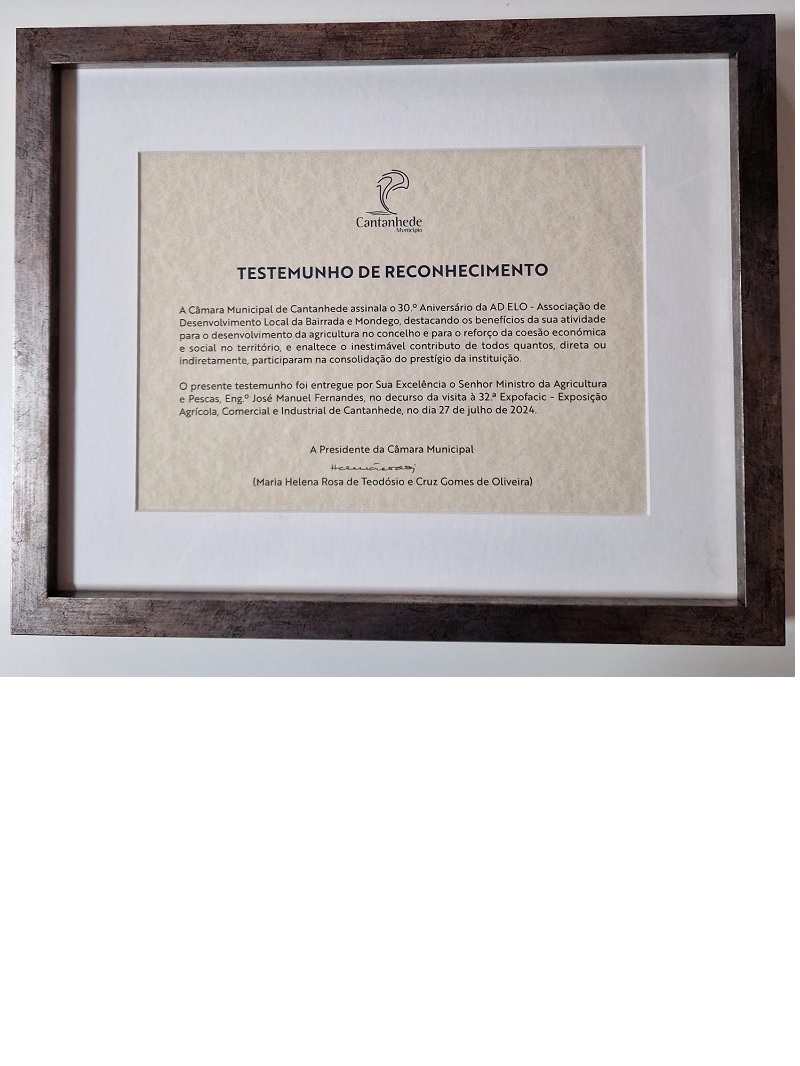 Cantanhede
Município
TESTEMUNHO DE RECONHECIMENTO
A Câmara Municipal de Cantanhede assinala o 30.º Aniversário da AD ELO - Associação de
Desenvolvimento Local da Bairrada e Mondego, destacando os benefícios da sua atividade
para o desenvolvimento da agricultura no concelho e para o reforço da coesão económica
e social no território, e enaltece o inestimável contributo de todos quantos, direta ou
indiretamente, participaram na consolidação do prestígio da instituição.
O presente testemunho foi entregue por Sua Excelência o Senhor Ministro da Agricultura
e Pescas, Eng.º José Manuel Fernandes, no decurso da visita à 32.ª Expofacic - Exposição
Agrícola, Comercial e Industrial de Cantanhede, no dia 27 de julho de 2024.
A Presidente da Câmara Municipal
(Maria Helena Rosa de Teodósio e Cruz Gomes de Oliveira)